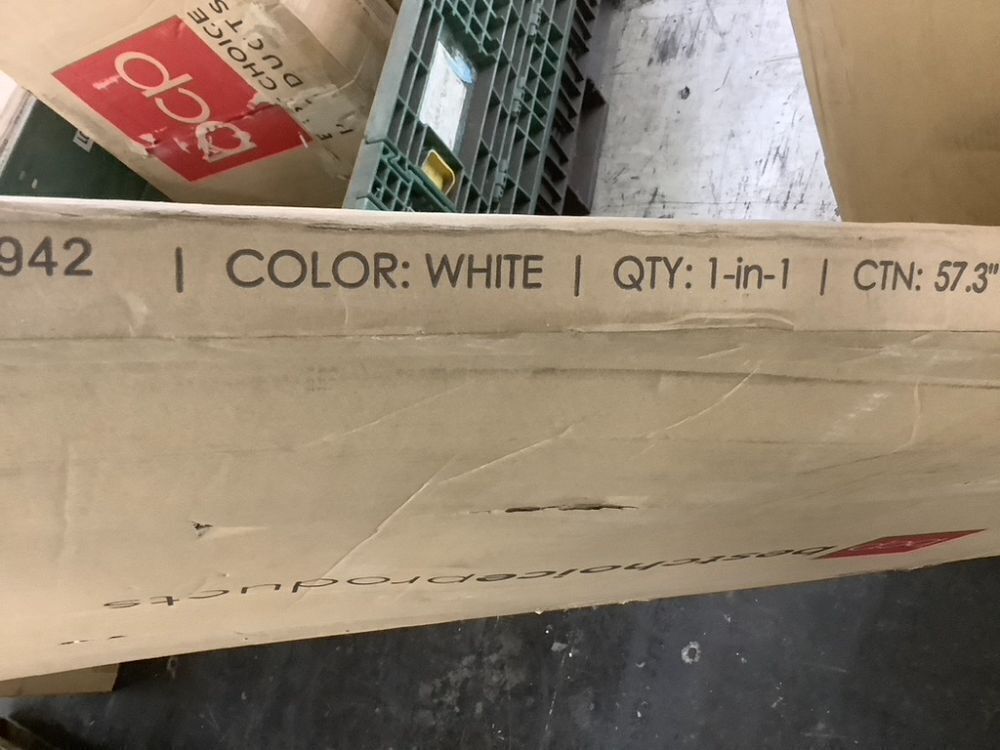 bcp
CHOICE
DUCTS
942 | COLOR: WHITE | QTY: 1-in-1 | CTN: 57.3"
bestchoiceproducts